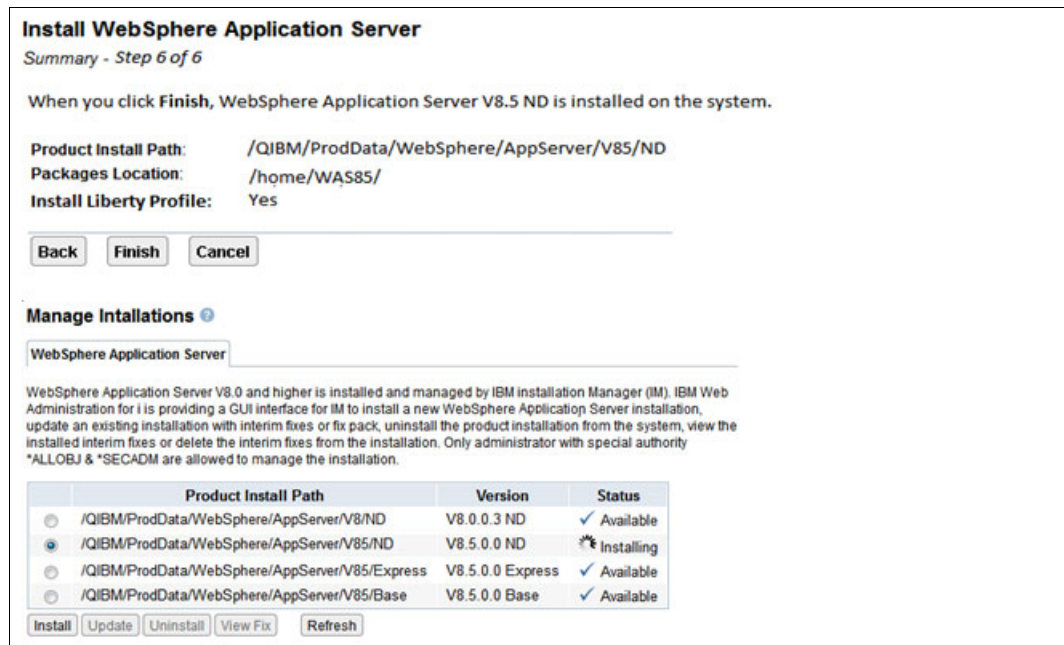 Install WebSphere Application Server
Summary - Step 6 of 6
When you click Finish, WebSphere Application Server V8.5 ND is installed on the system.
Product Install Path: /QIBM/ProdData/WebSphere/AppServer/V85/ND
Packages Location: /home/WAS85/
Install Liberty Profile: Yes
Back Finish Cancel
Manage Intallations ?
WebSphere Application Server
WebSphere Application Server V8.0 and higher is installed and managed by IBM installation Manager (IM). IBM Web
Administration for i is providing a GUI interface for IM to install a new WebSphere Application Server installation,
update an existing installation with interim fixes or fix pack, uninstall the product installation from the system, view the
installed interim fixes or delete the interim fixes from the installation. Only administrator with special authority
*ALLOBJ & *SECADM are allowed to manage the installation.
Product Install Path Version Status
/QIBM/ProdData/WebSphere/AppServer/V8/ND V8.0.0.3 ND Available
/QIBM/ProdData/WebSphere/AppServer/V85/ND V8.5.0.0 ND Installing
/QIBM/ProdData/WebSphere/AppServer/V85/Express V8.5.0.0 Express Available
/QIBM/ProdData/WebSphere/AppServer/V85/Base V8.5.0.0 Base Available
Install Update Uninstall View Fix Refresh